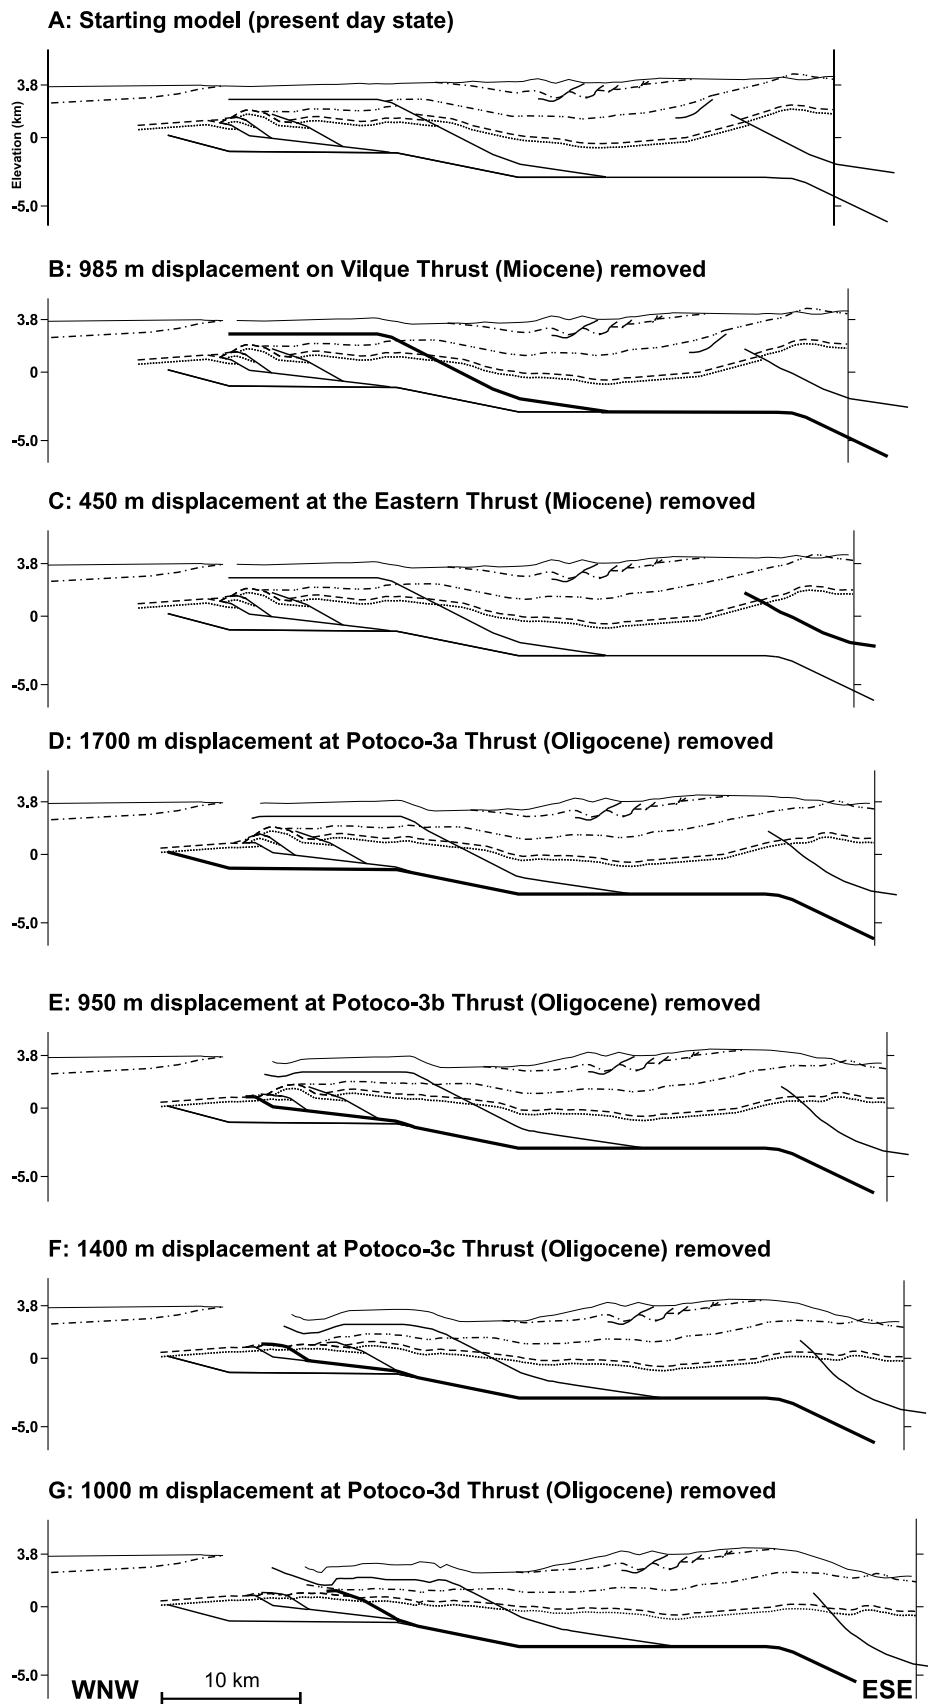 A: Starting model (present day state)
3.8
0
-5.0
Elevation (km)
B: 985 m displacement on Vilque Thrust (Miocene) removed
3.8
0
-5.0
C: 450 m displacement at the Eastern Thrust (Miocene) removed
3.8
0
-5.0
D: 1700 m displacement at Potoco-3a Thrust (Oligocene) removed
3.8
0
-5.0
E: 950 m displacement at Potoco-3b Thrust (Oligocene) removed
3.8
0
-5.0
F: 1400 m displacement at Potoco-3c Thrust (Oligocene) removed
3.8
0
-5.0
G: 1000 m displacement at Potoco-3d Thrust (Oligocene) removed
3.8
0
-5.0
WNW 10 km ESE